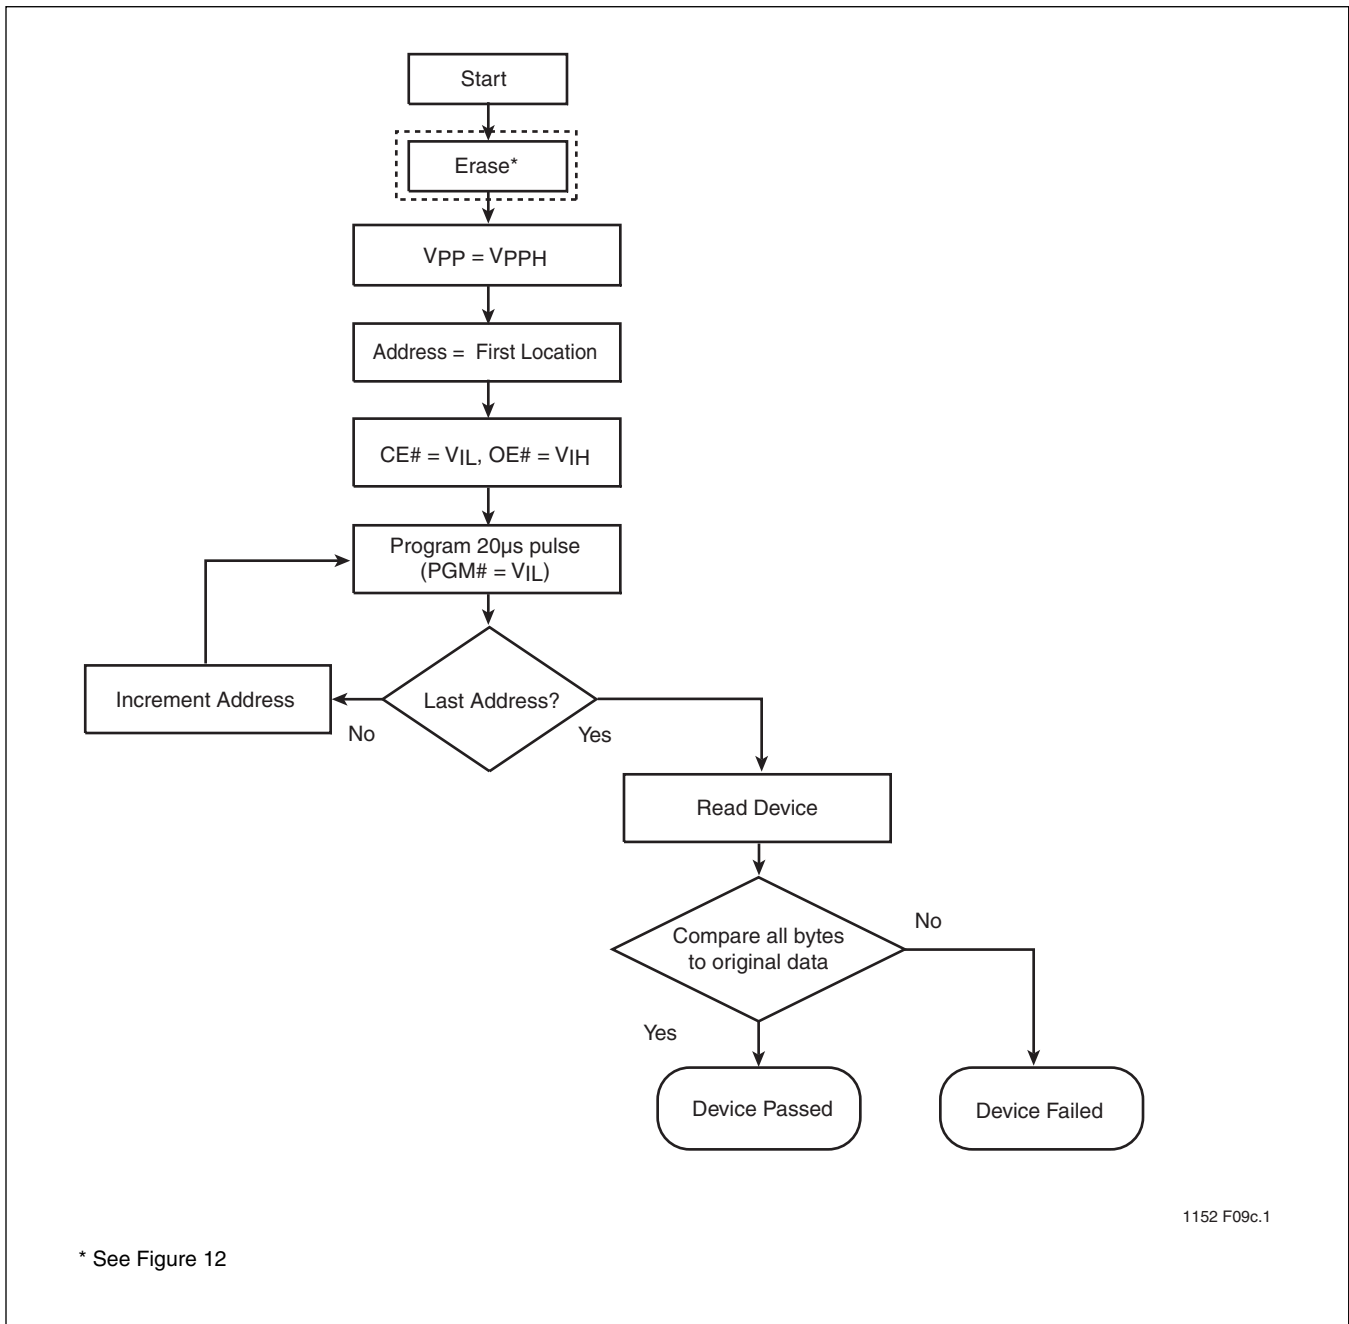 Start
Erase*
VPP = VPPH
Address = First Location
CE# = VIL, OE# = VIH
Program 20µs pulse
(PGM# = VIL)
Increment Address
Last Address?
No
Yes
Read Device
Compare all bytes
to original data
No
Yes
Device Passed
Device Failed
1152 F09c.1
* See Figure 12